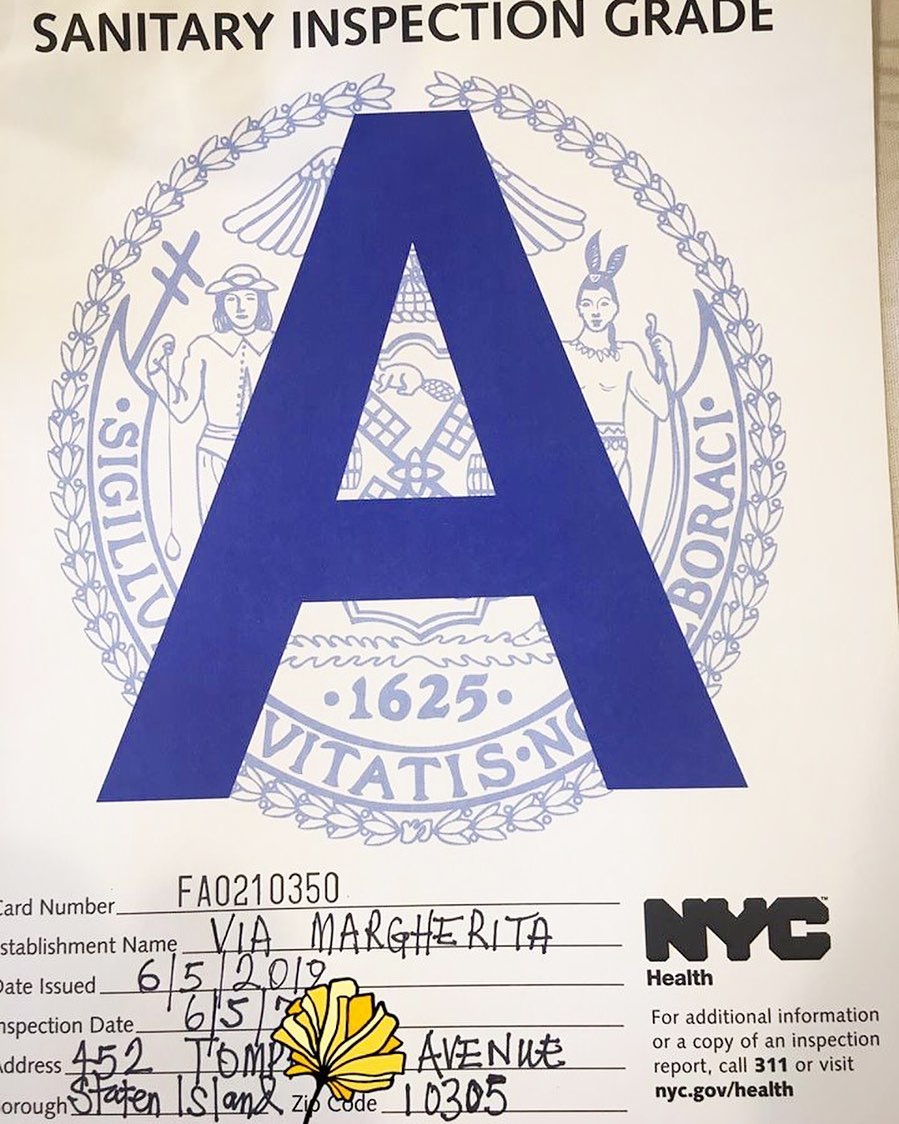 SANITARY INSPECTION GRADE
A
SIGILLU
BORACI
1625
VITATIS·NO
Card Number FA0210350
Establishment Name VIA MARGHERITA
Date Issued 6/5/2019
Inspection Date 6/5/
Address 452 TOMP AVENUE
Borough Staten Island Zip Code 10305
NYC™
Health
For additional information
or a copy of an inspection
report, call 311 or visit
nyc.gov/health